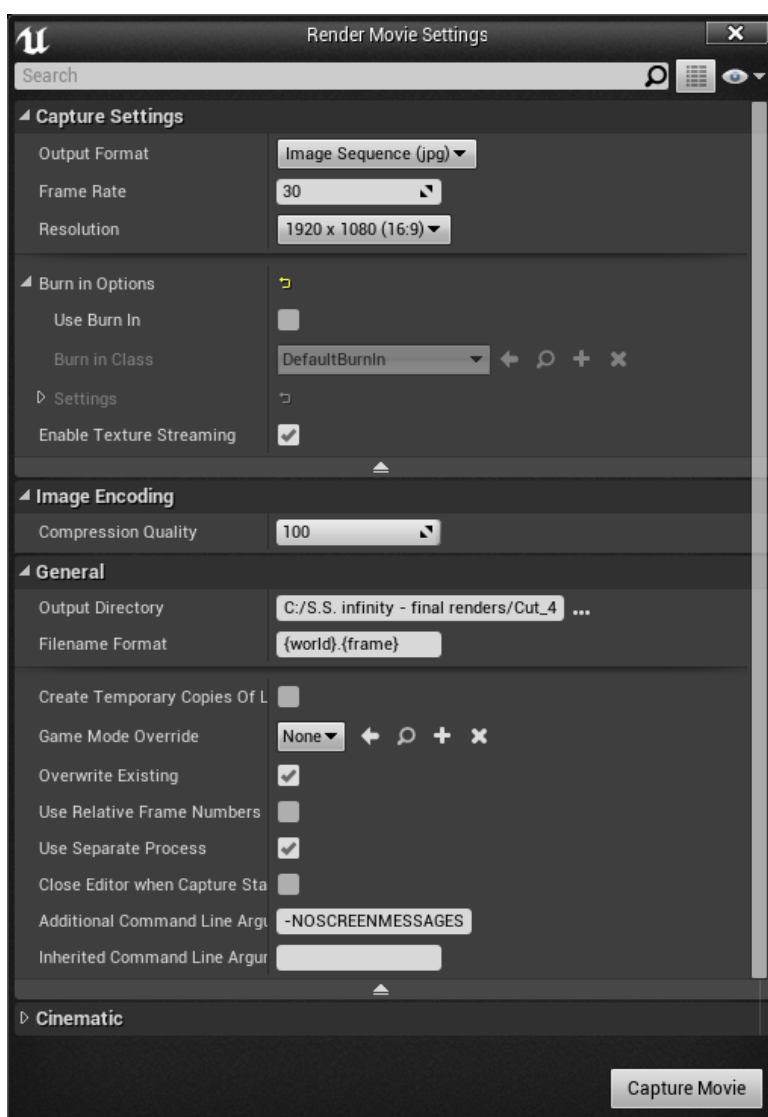 Render Movie Settings
Search
Capture Settings
Output Format Image Sequence (jpg)
Frame Rate 30
Resolution 1920 x 1080 (16:9)
Burn in Options
Use Burn In
Burn in Class DefaultBurnIn
Settings
Enable Texture Streaming
Image Encoding
Compression Quality 100
General
Output Directory C:/S.S. infinity - final renders/Cut_4 ...
Filename Format {world}.{frame}
Create Temporary Copies Of L
Game Mode Override None
Overwrite Existing
Use Relative Frame Numbers
Use Separate Process
Close Editor when Capture Sta
Additional Command Line Argu -NOSCREENMESSAGES
Inherited Command Line Argur
Cinematic
Capture Movie